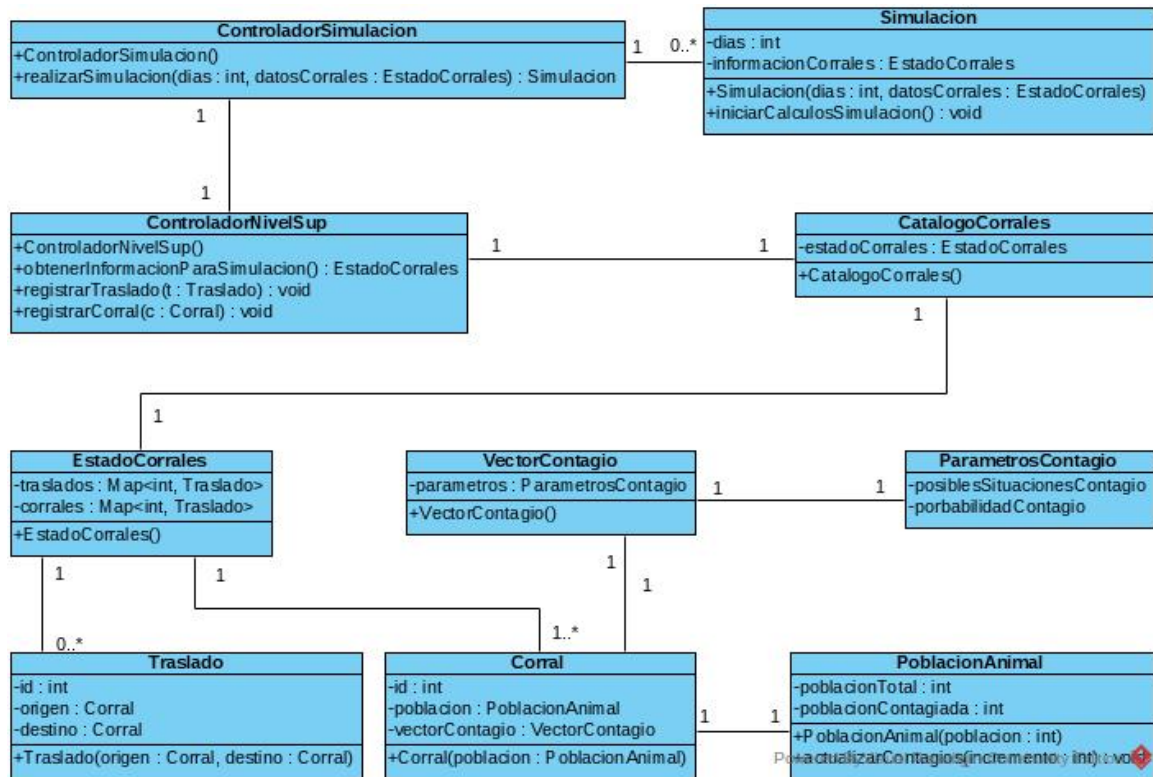 ControladorSimulacion
+ControladorSimulacion()
+realizarSimulacion(dias : int, datosCorrales : EstadoCorrales) : Simulacion
1
0..*
Simulacion
-dias : int
-informacionCorrales : EstadoCorrales
+Simulacion(dias : int, datosCorrales : EstadoCorrales)
+iniciarCalculosSimulacion() : void
1
1
ControladorNivelSup
+ControladorNivelSup()
+obtenerInformacionParaSimulacion() : EstadoCorrales
+registrarTraslado(t : Traslado) : void
+registrarCorral(c : Corral) : void
1
1
CatalogoCorrales
-estadoCorrales : EstadoCorrales
+CatalogoCorrales()
1
1
EstadoCorrales
-traslados : Map<int, Traslado>
-corrales : Map<int, Traslado>
+EstadoCorrales()
VectorContagio
-parametros : ParametrosContagio
+VectorContagio()
1
1
ParametrosContagio
-posiblesSituacionesContagio
-porbabilidadContagio
1
1
1
1
0..*
1..*
Traslado
-id : int
-origen : Corral
-destino : Corral
+Traslado(origen : Corral, destino : Corral)
Corral
-id : int
-poblacion : PoblacionAnimal
-vectorContagio : VectorContagio
+Corral(poblacion : PoblacionAnimal)
1
1
PoblacionAnimal
-poblacionTotal : int
-poblacionContagiada : int
+PoblacionAnimal(poblacion : int)
+actualizarContagios(incremento : int) : void